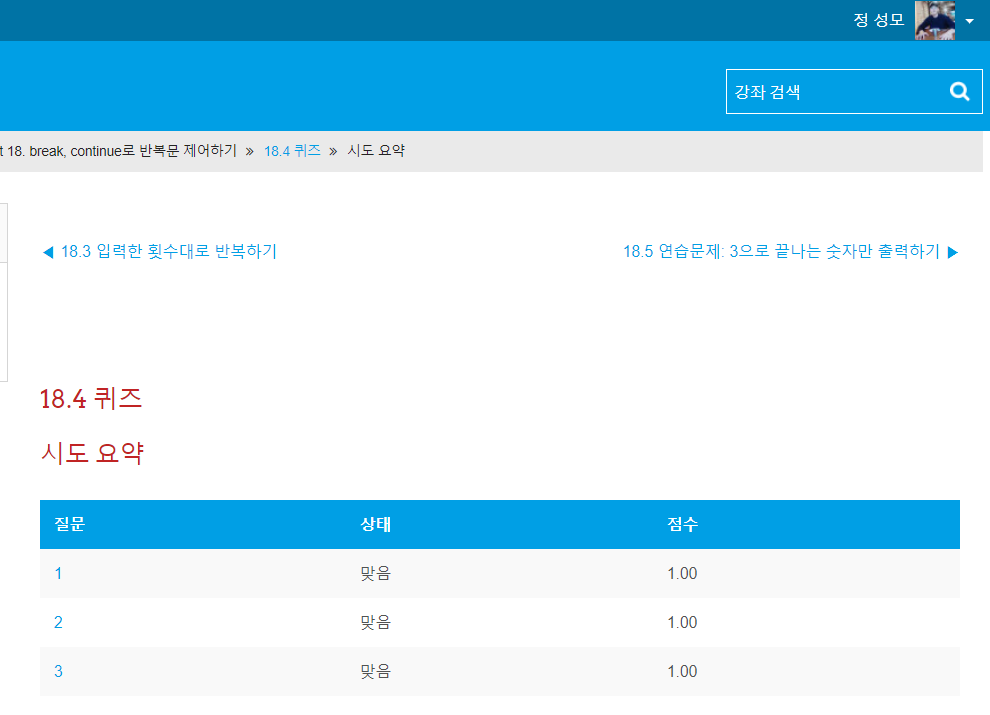 정 성모
강좌 검색
t 18. break, continue로 반복문 제어하기 » 18.4 퀴즈 » 시도 요약
◀ 18.3 입력한 횟수대로 반복하기
18.5 연습문제: 3으로 끝나는 숫자만 출력하기 ▶
18.4 퀴즈
시도 요약
질문 상태 점수
1 맞음 1.00
2 맞음 1.00
3 맞음 1.00